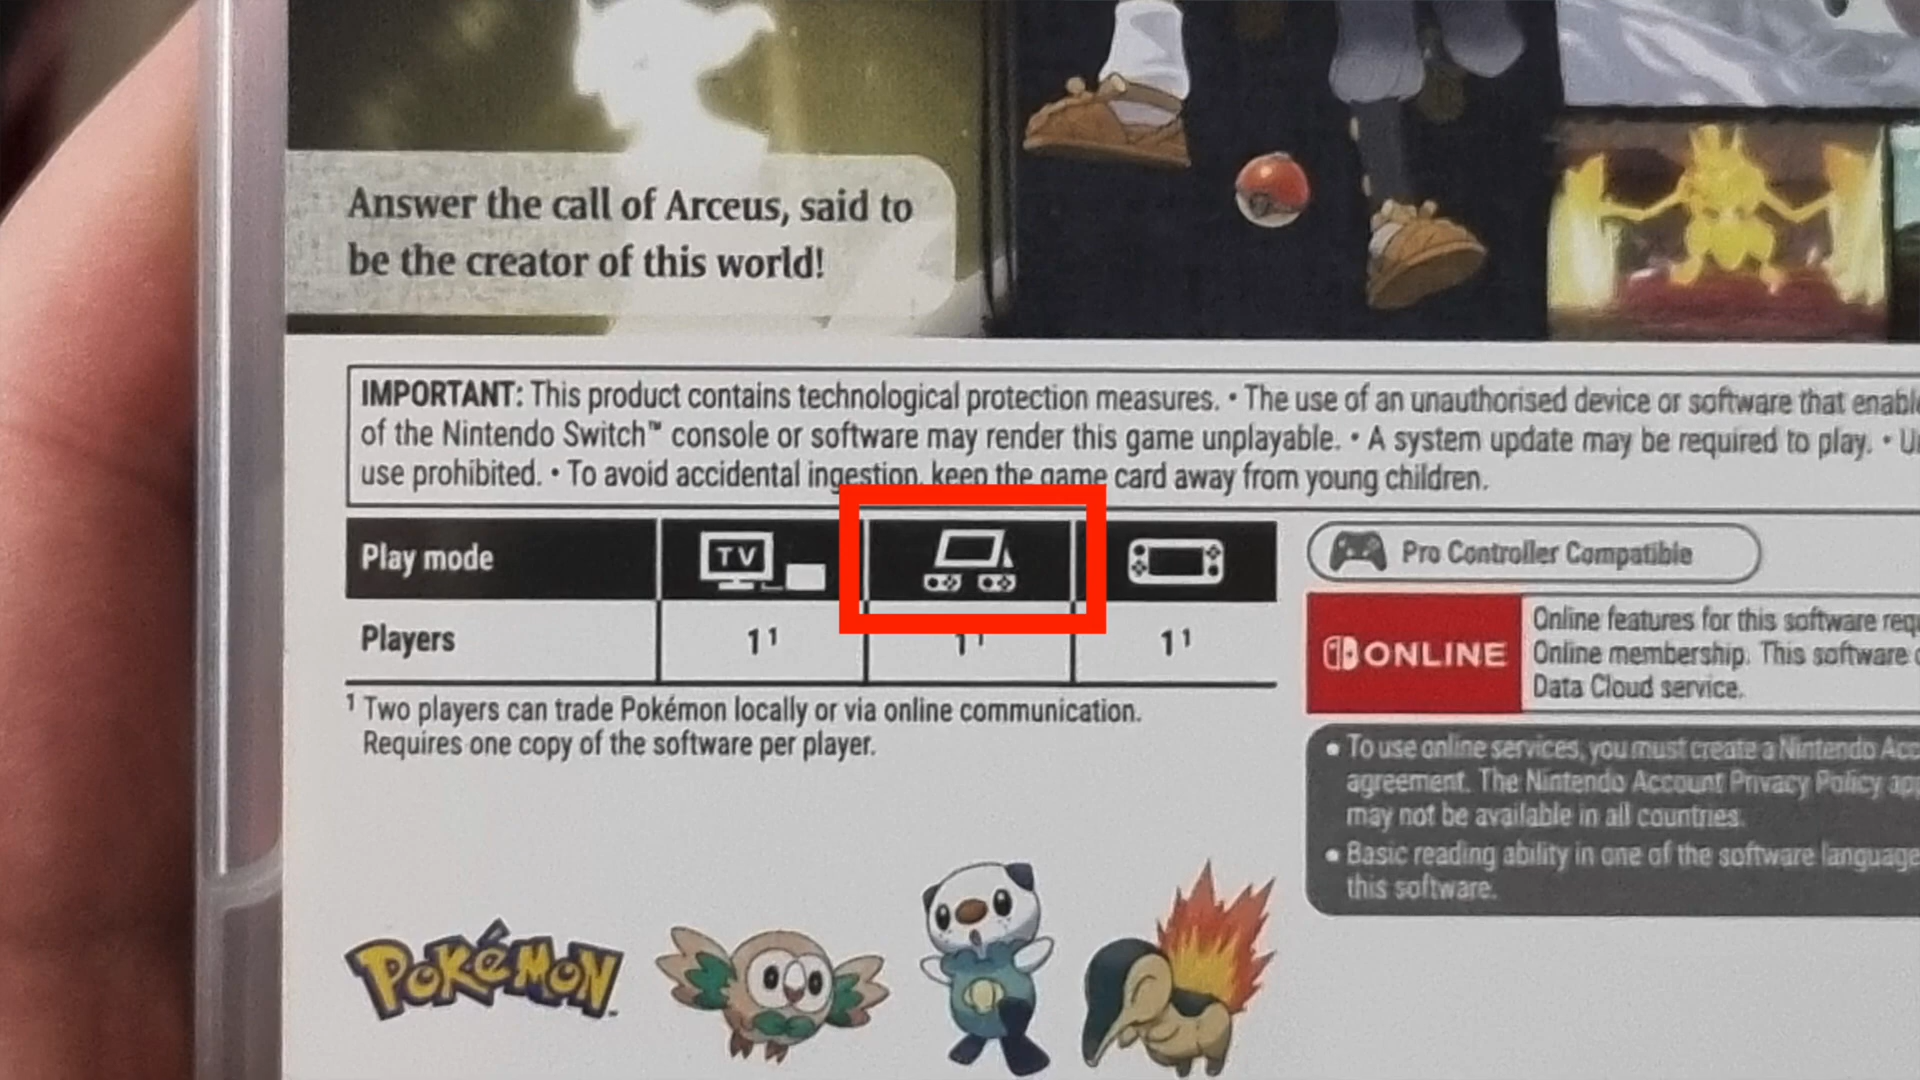 Answer the call of Arceus, said to
be the creator of this world!
IMPORTANT: This product contains technological protection measures. • The use of an unauthorised device or software that
of the Nintendo Switch™ console or software may render this game unplayable. • A system update may be required to play. •
use prohibited. • To avoid accidental ingestion, keep the game card away from young children.
Play mode TV
Players 1¹ 1¹ 1¹
¹ Two players can trade Pokémon locally or via online communication.
Requires one copy of the software per player.
Pro Controller Compatible
ONLINE
Online features for this software
Online membership. This software
Data Cloud service.
• To use online services, you must create a Nintendo
agreement. The Nintendo Account Privacy Policy
may not be available in all countries.
• Basic reading ability in one of the software
this software.
POKéMON